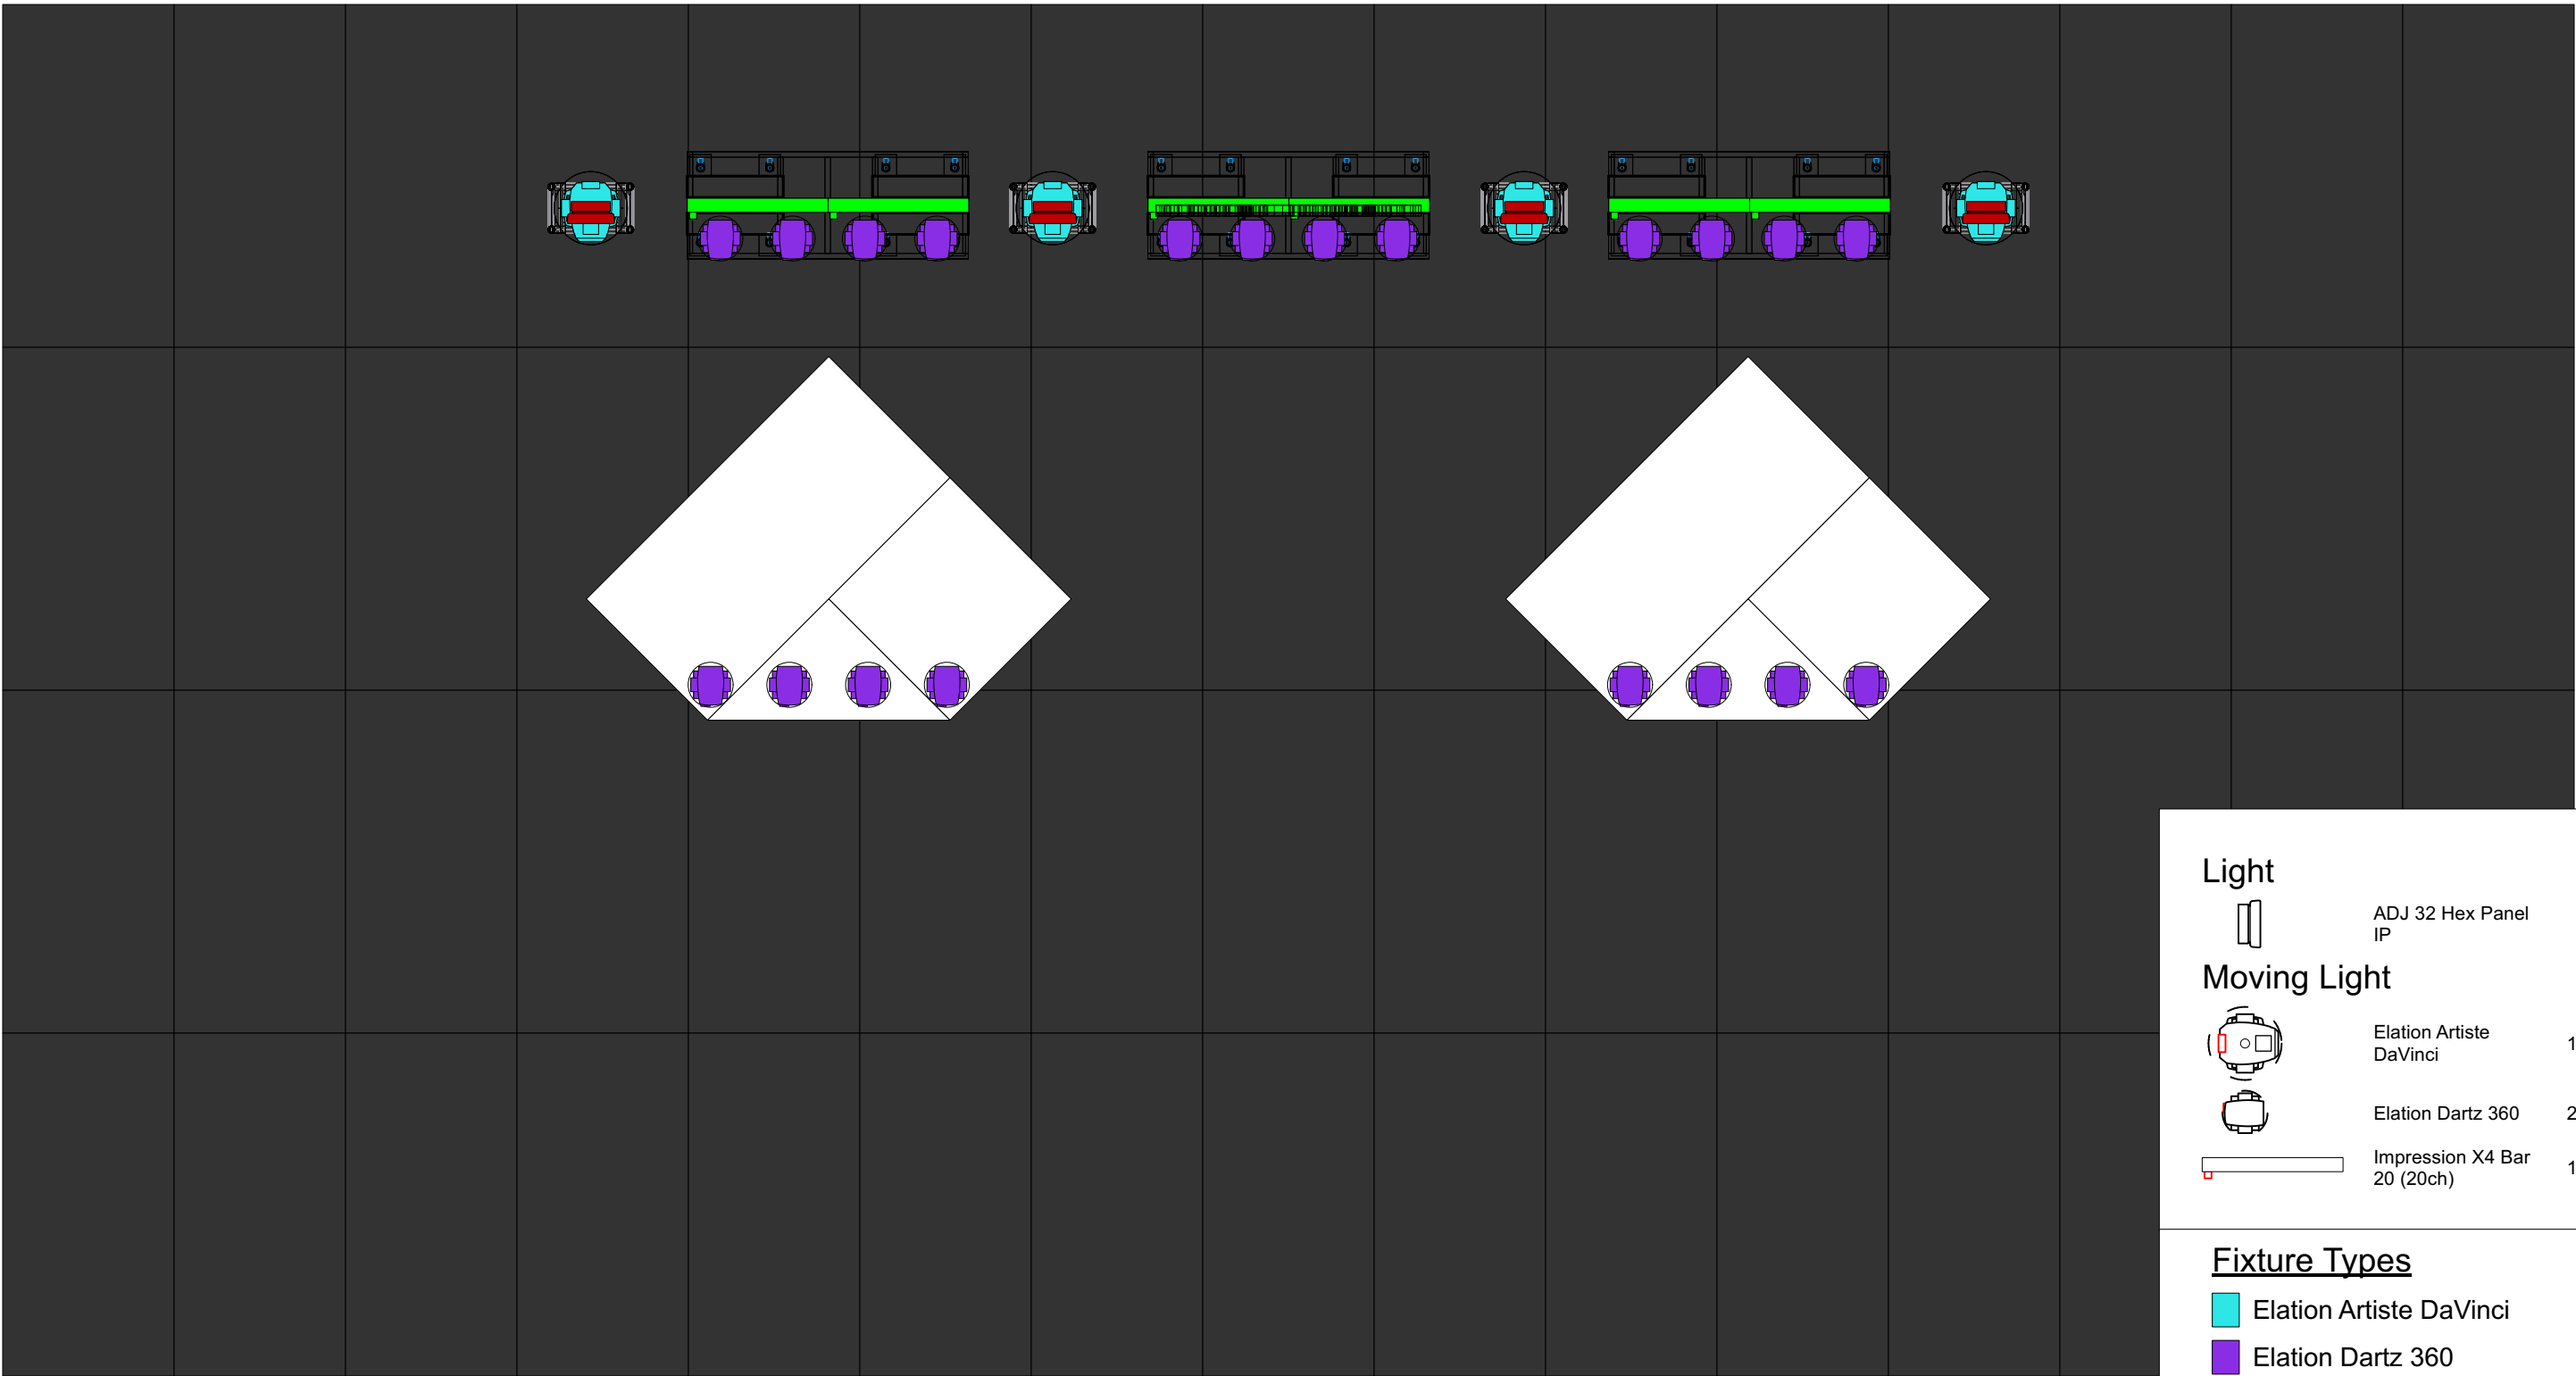 Light
ADJ 32 Hex Panel
IP
Moving Light
Elation Artiste
DaVinci
1
Elation Dartz 360
2
Impression X4 Bar
20 (20ch)
1
Fixture Types
Elation Artiste DaVinci
Elation Dartz 360